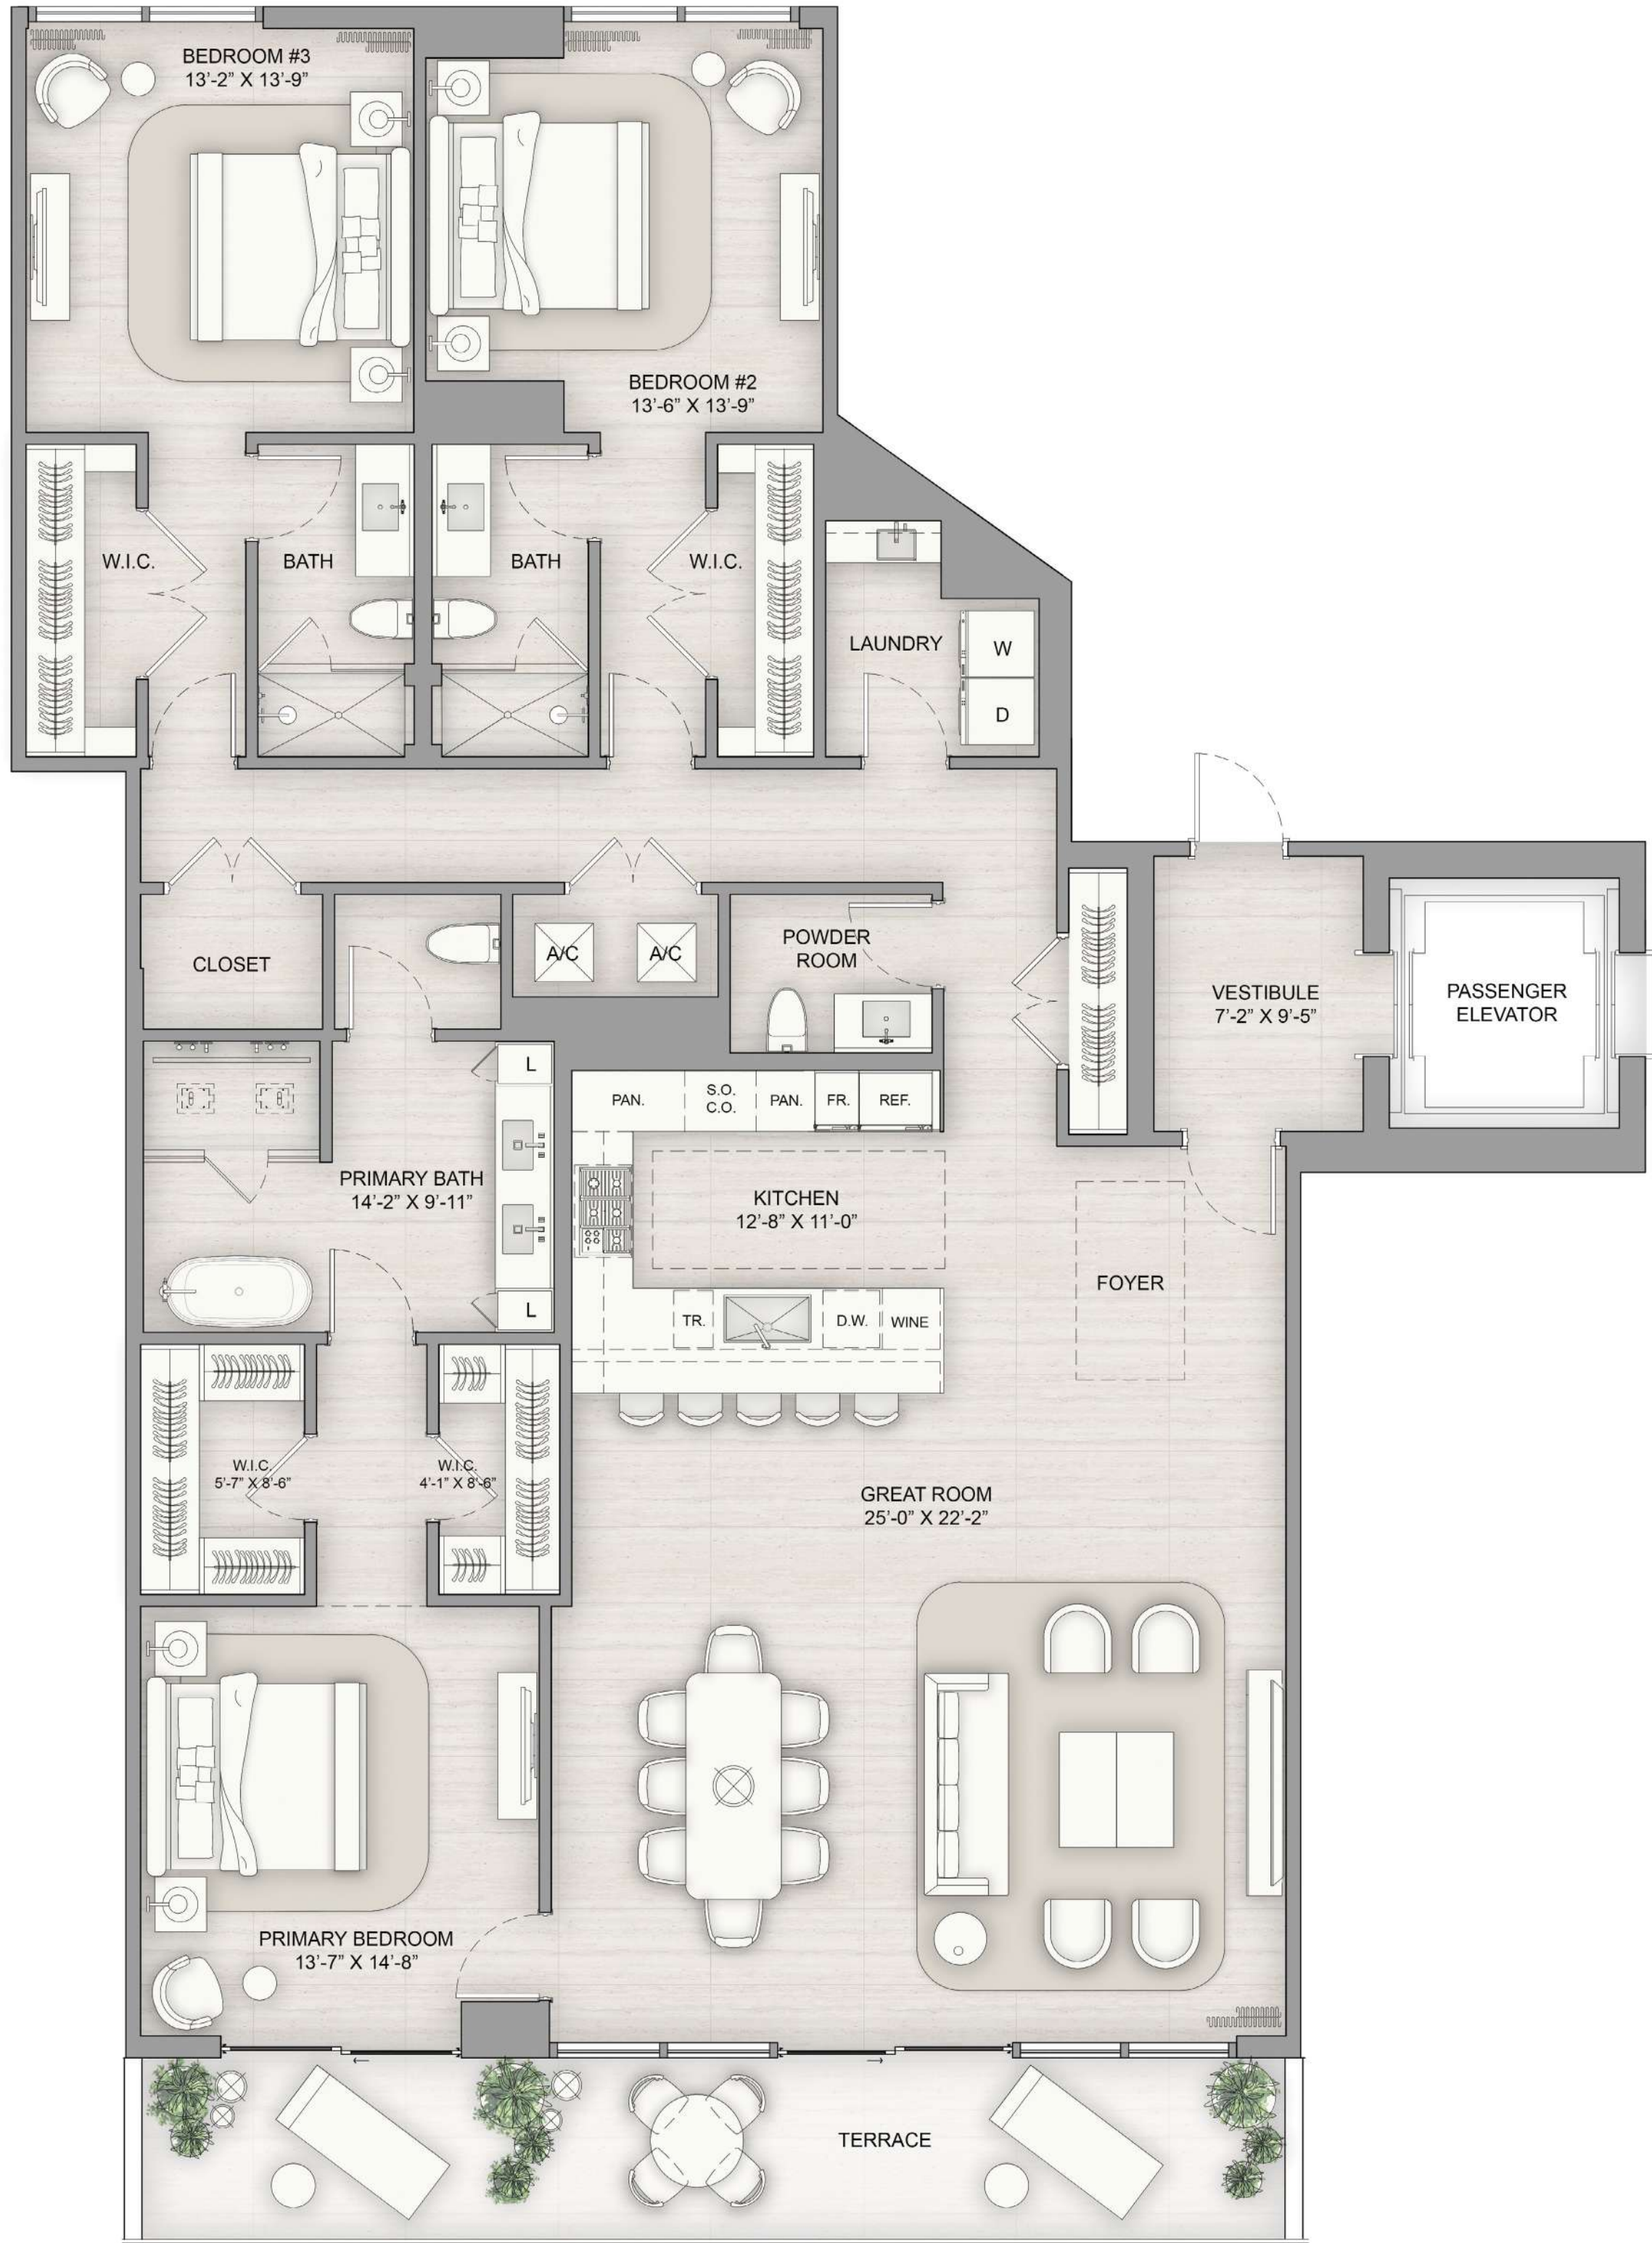 BEDROOM #3
13'-2" X 13'-9"
BEDROOM #2
13'-6" X 13'-9"
W.I.C.
BATH
BATH
W.I.C.
LAUNDRY
W
D
CLOSET
A/C
A/C
POWDER
ROOM
VESTIBULE
7'-2" X 9'-5"
PASSENGER
ELEVATOR
L
PAN.
S.O.
C.O.
PAN.
FR.
REF.
PRIMARY BATH
14'-2" X 9'-11"
KITCHEN
12'-8" X 11'-0"
FOYER
L
TR.
D.W.
WINE
W.I.C.
5'-7" X 8'-6"
W.I.C.
4'-1" X 8'-6"
GREAT ROOM
25'-0" X 22'-2"
PRIMARY BEDROOM
13'-7" X 14'-8"
TERRACE